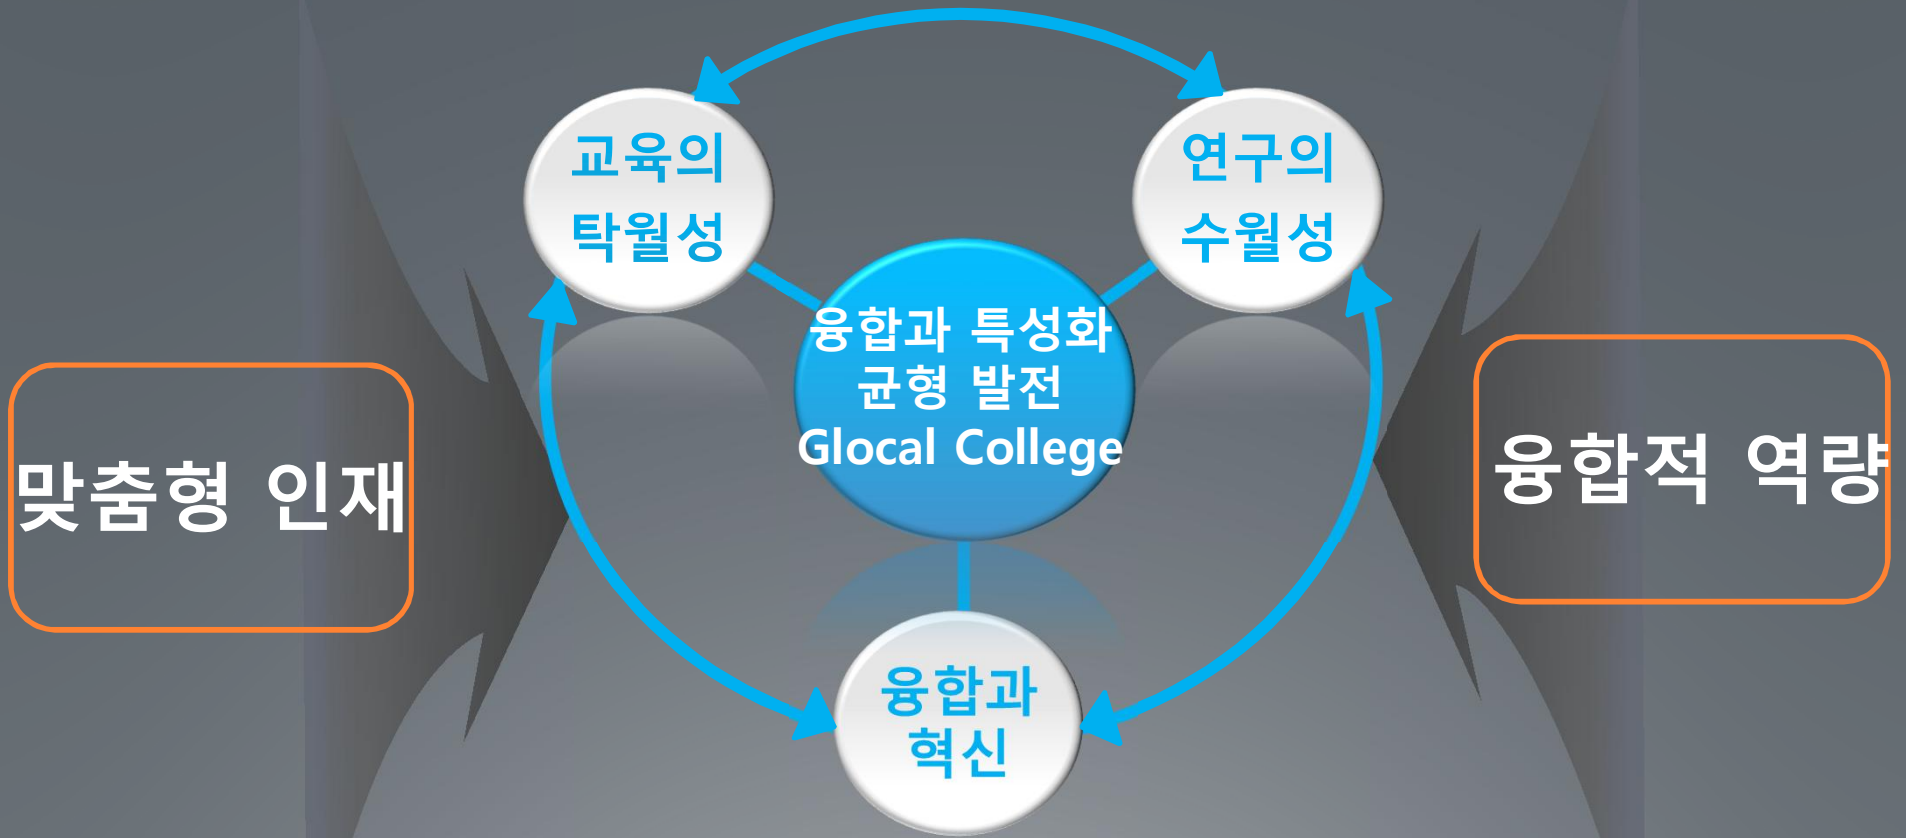 교육의
탁월성
연구의
수월성
융합과 특성화
균형 발전
Glocal College
맞춤형 인재
융합적 역량
융합과
혁신